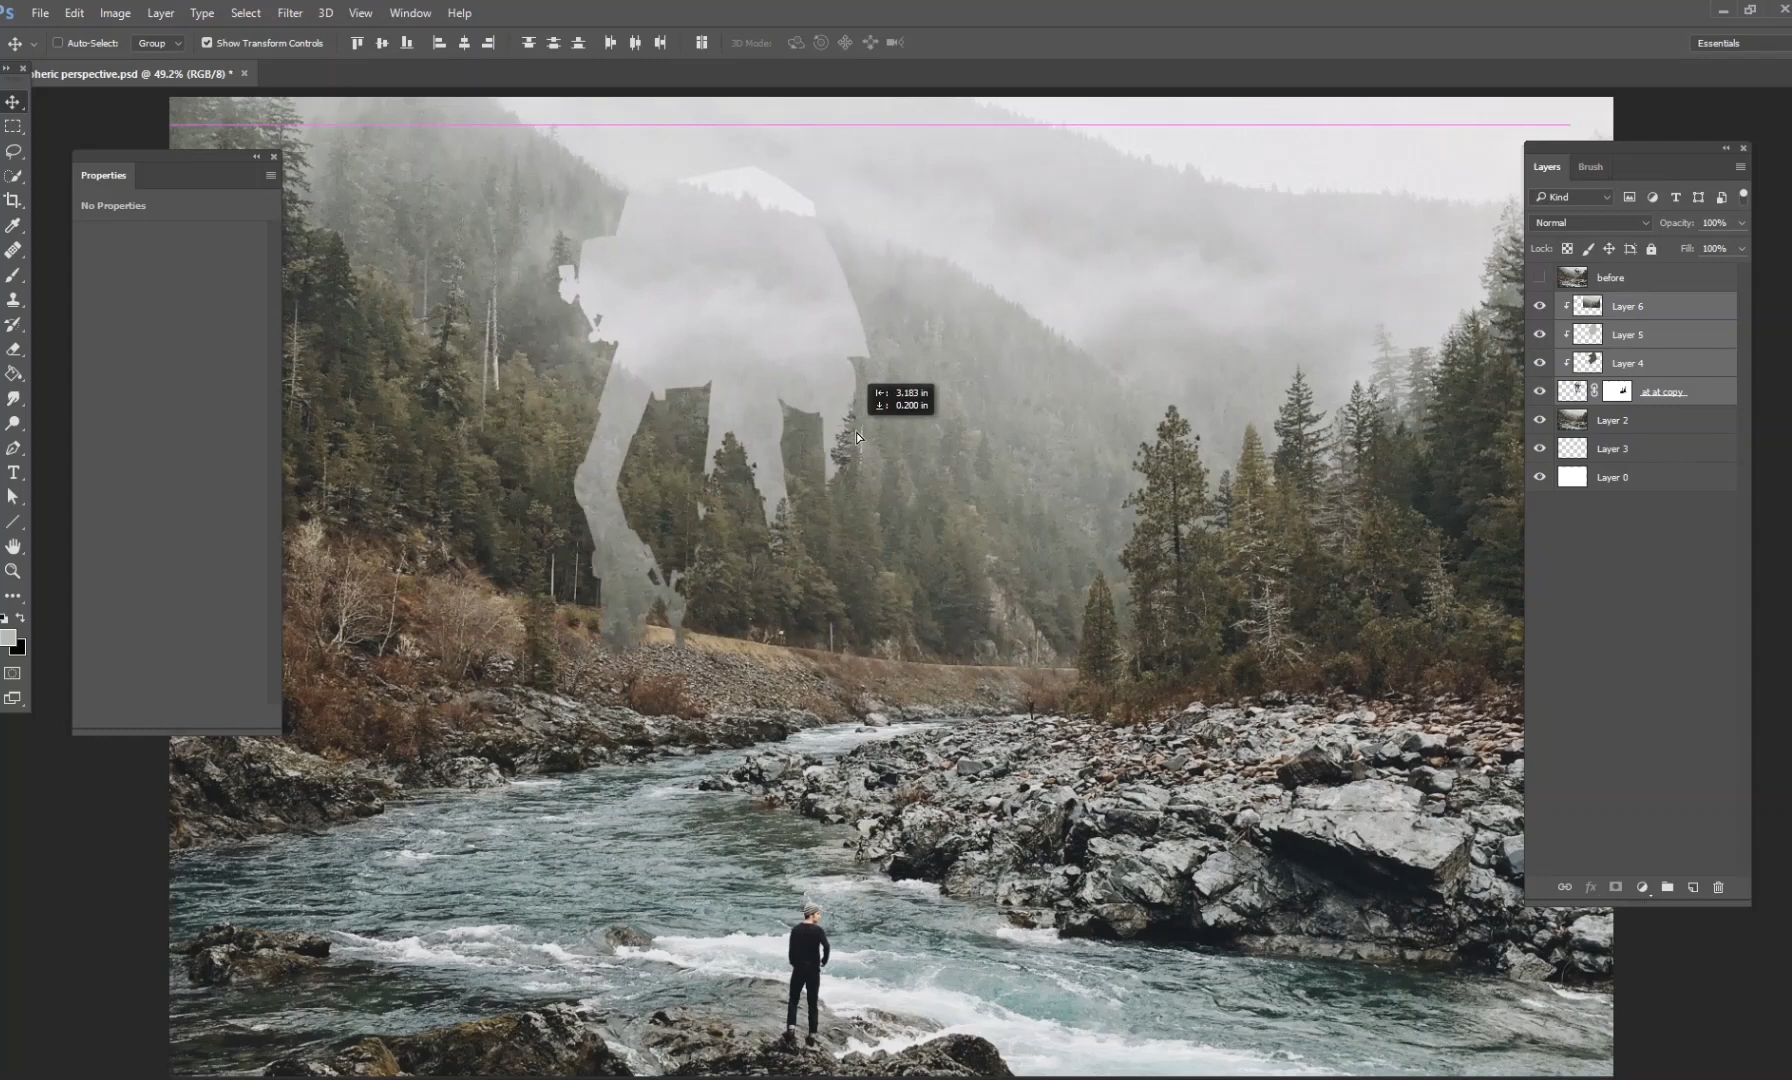 PS File Edit Image Layer Type Select Filter 3D View Window Help
Auto-Select: Group Show Transform Controls 3D Mode: Essentials
heric perspective.psd @ 49.2% (RGB/8) *
Properties
No Properties
3.183 in
0.200 in
Layers Brush
Kind
Normal Opacity: 100%
Lock: Fill: 100%
before
Layer 6
Layer 5
Layer 4
at at copy
Layer 2
Layer 3
Layer 0
fx